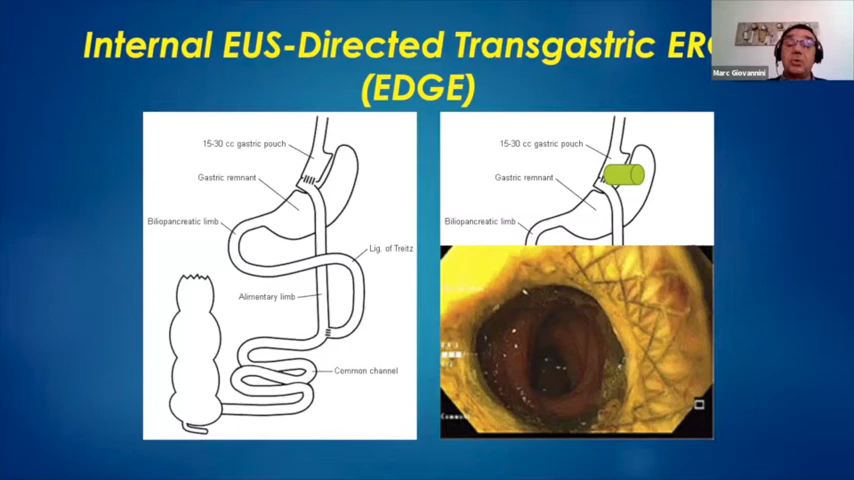 Internal EUS-Directed Transgastric
(EDGE)
Marc Giovannini
15-30 cc gastric pouch
Gastric remnant
Biliopancreatic limb
Lig. of Treitz
Alimentary limb
Common channel
15-30 cc gastric pouch
Gastric remnant
Biliopancreatic limb